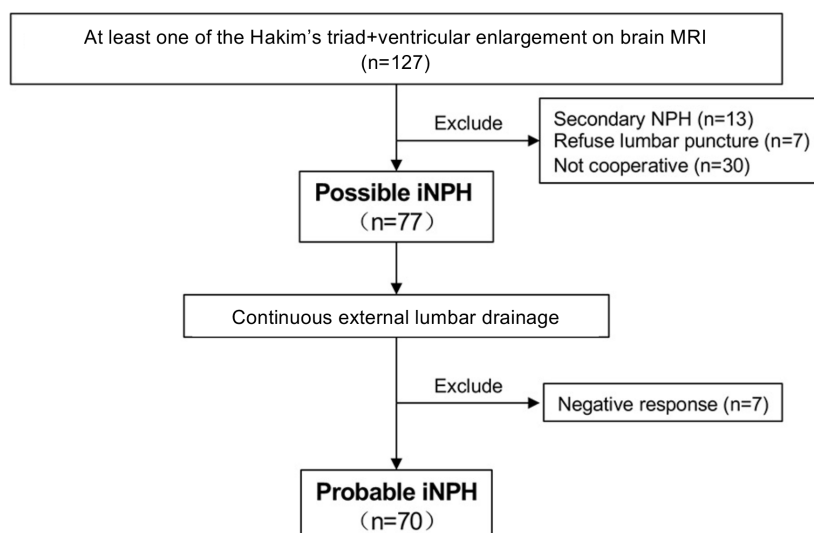 At least one of the Hakim’s triad+ventricular enlargement on brain MRI
(n=127)
Exclude
Secondary NPH (n=13)
Refuse lumbar puncture (n=7)
Not cooperative (n=30)
Possible iNPH
（n=77）
Continuous external lumbar drainage
Exclude
Negative response (n=7)
Probable iNPH
（n=70）